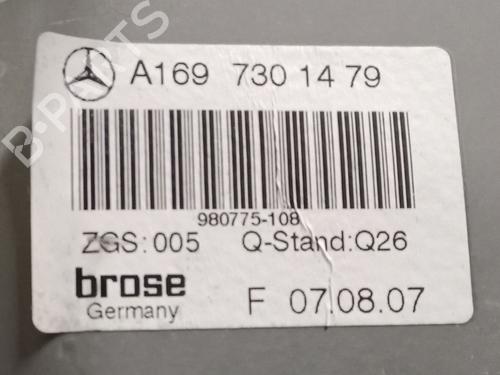 A169 730 14 79
980775-108
ZGS:005 Q-Stand:Q26
brose
Germany F 07.08.07
B-PARTS